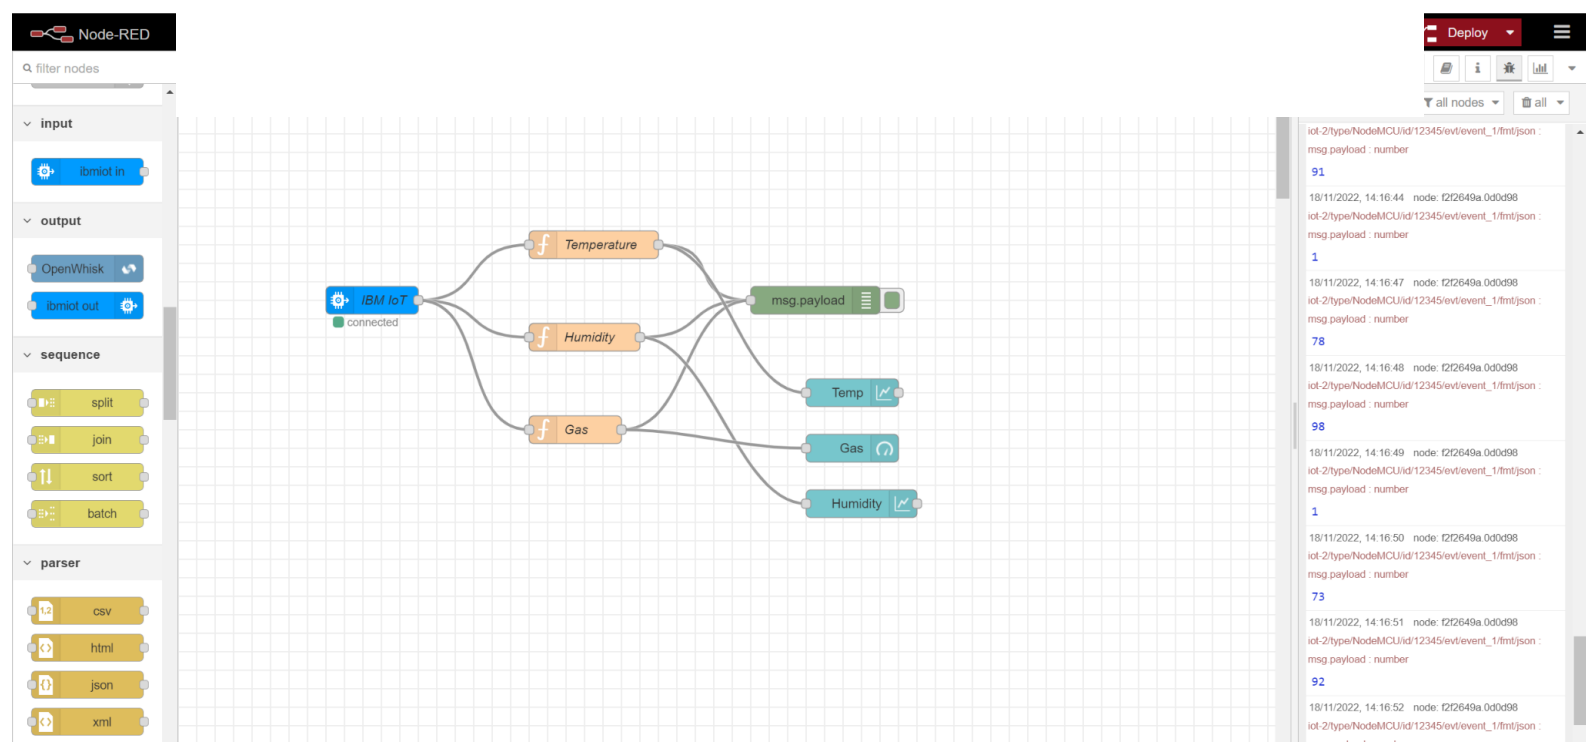 Node-RED
Deploy
filter nodes
all nodes
all
input
ibmiot in
output
OpenWhisk
ibmiot out
sequence
split
join
sort
batch
parser
1,2
csv
html
json
xml
IBM IoT
connected
Temperature
Humidity
Gas
msg.payload
Temp
Gas
Humidity
iot-2/type/NodeMCU/id/12345/evt/event_1/fmt/json :
msg.payload : number
91
18/11/2022, 14:16:44 node: f2f2649a.0d0d98
iot-2/type/NodeMCU/id/12345/evt/event_1/fmt/json :
msg.payload : number
1
18/11/2022, 14:16:47 node: f2f2649a.0d0d98
iot-2/type/NodeMCU/id/12345/evt/event_1/fmt/json :
msg.payload : number
78
18/11/2022, 14:16:48 node: f2f2649a.0d0d98
iot-2/type/NodeMCU/id/12345/evt/event_1/fmt/json :
msg.payload : number
98
18/11/2022, 14:16:49 node: f2f2649a.0d0d98
iot-2/type/NodeMCU/id/12345/evt/event_1/fmt/json :
msg.payload : number
1
18/11/2022, 14:16:50 node: f2f2649a.0d0d98
iot-2/type/NodeMCU/id/12345/evt/event_1/fmt/json :
msg.payload : number
73
18/11/2022, 14:16:51 node: f2f2649a.0d0d98
iot-2/type/NodeMCU/id/12345/evt/event_1/fmt/json :
msg.payload : number
92
18/11/2022, 14:16:52 node: f2f2649a.0d0d98
iot-2/type/NodeMCU/id/12345/evt/event_1/fmt/json :